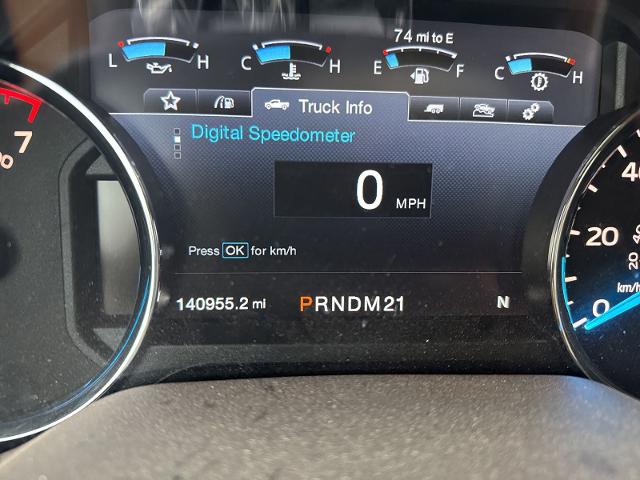 74 mi to E
L H C H E F C H
Truck Info
7
Digital Speedometer
0 MPH
Press OK for km/h
140955.2 mi PRNDM21 N
40
20
20
km/h
0